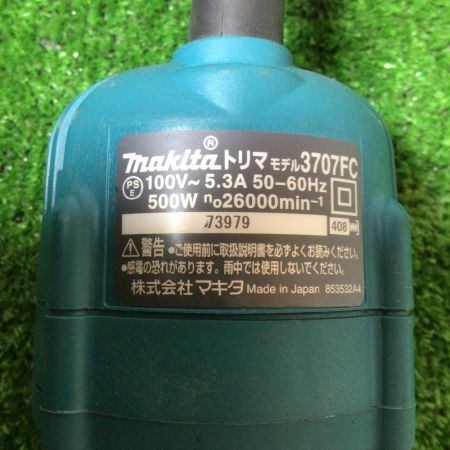 makita® トリマ モデル3707FC
PSE 100V～ 5.3A 50-60Hz
500W n₀26000min⁻¹
73979 408
⚠警告 ●ご使用前に取扱説明書を必ずよくお読みください。
●感電の恐れがあります。雨中では使用しないでください。
株式会社 マキタ Made in Japan 853532A4